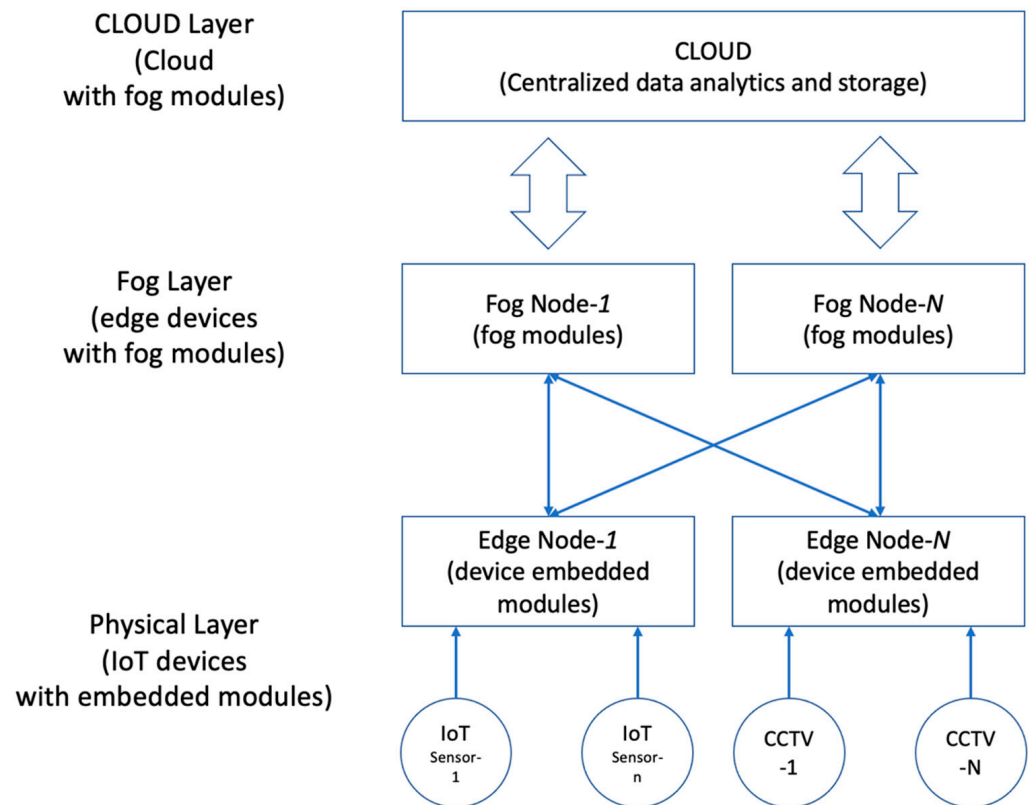 CLOUD Layer
(Cloud
with fog modules)
CLOUD
(Centralized data analytics and storage)
Fog Layer
(edge devices
with fog modules)
Fog Node-1
(fog modules)
Fog Node-N
(fog modules)
Edge Node-1
(device embedded
modules)
Edge Node-N
(device embedded
modules)
Physical Layer
(IoT devices
with embedded modules)
IoT
Sensor-
1
IoT
Sensor-
n
CCTV
-1
CCTV
-N